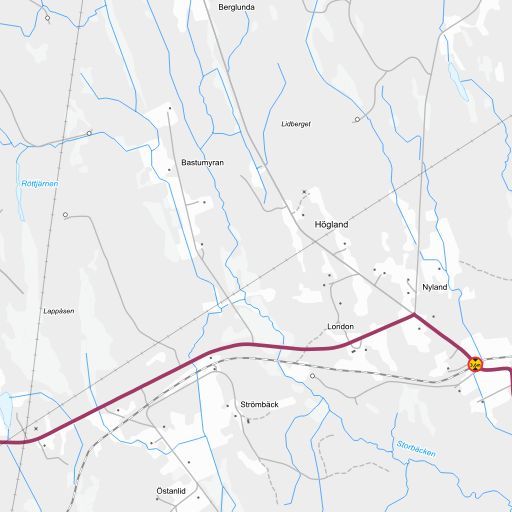 Berglunda
Lidberget
Bastumyran
Röttjärnen
Högland
Nyland
Lappåsen
London
Strömbäck
Storbäcken
Östanlid